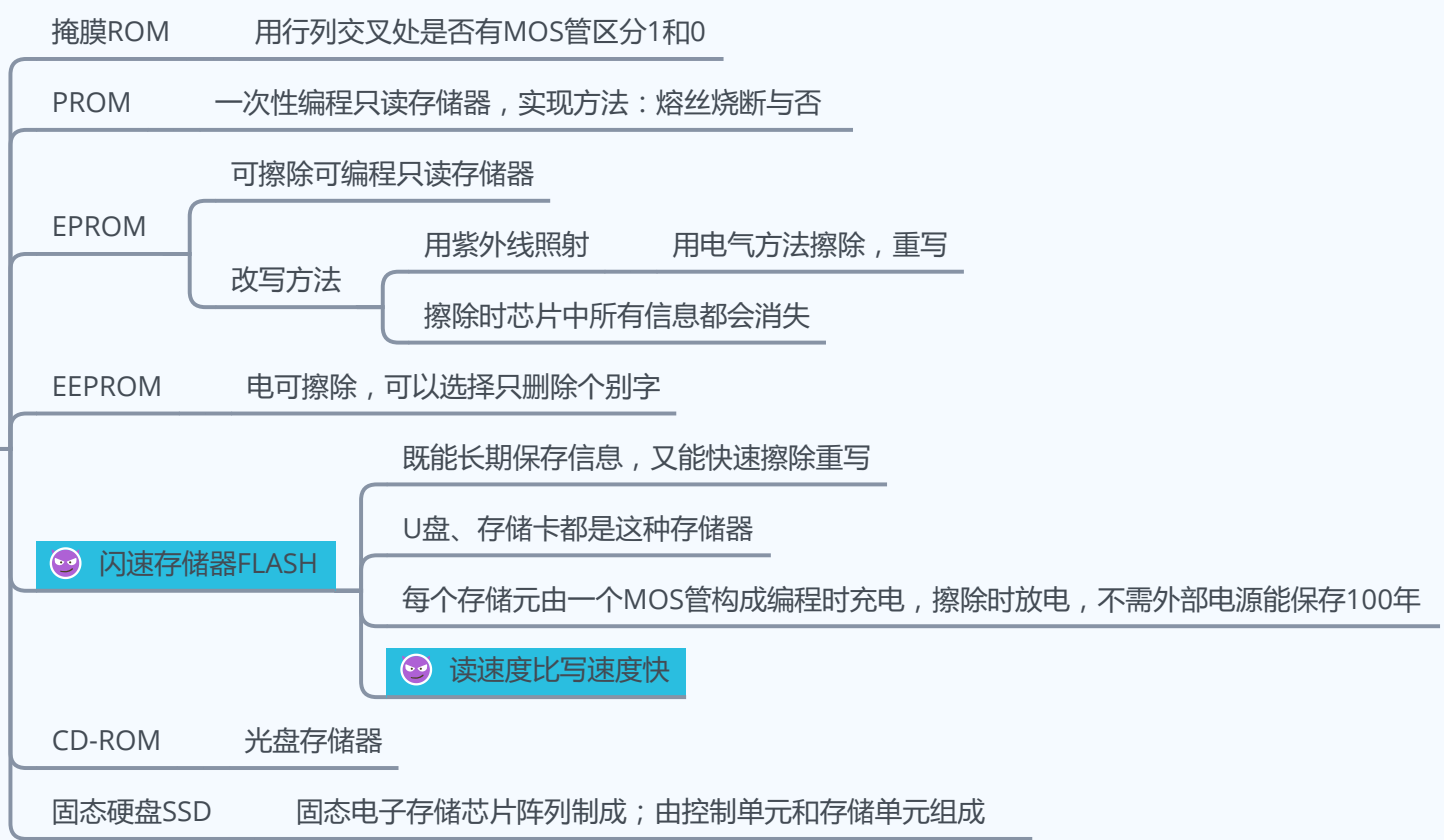 掩膜ROM 用行列交叉处是否有MOS管区分1和0
PROM 一次性编程只读存储器，实现方法：熔丝烧断与否
EPROM
可擦除可编程只读存储器
改写方法
用紫外线照射 用电气方法擦除，重写
擦除时芯片中所有信息都会消失
EEPROM 电可擦除，可以选择只删除个别字
闪速存储器FLASH
既能长期保存信息，又能快速擦除重写
U盘、存储卡都是这种存储器
每个存储元由一个MOS管构成编程时充电，擦除时放电，不需外部电源能保存100年
读速度比写速度快
CD-ROM 光盘存储器
固态硬盘SSD 固态电子存储芯片阵列制成；由控制单元和存储单元组成